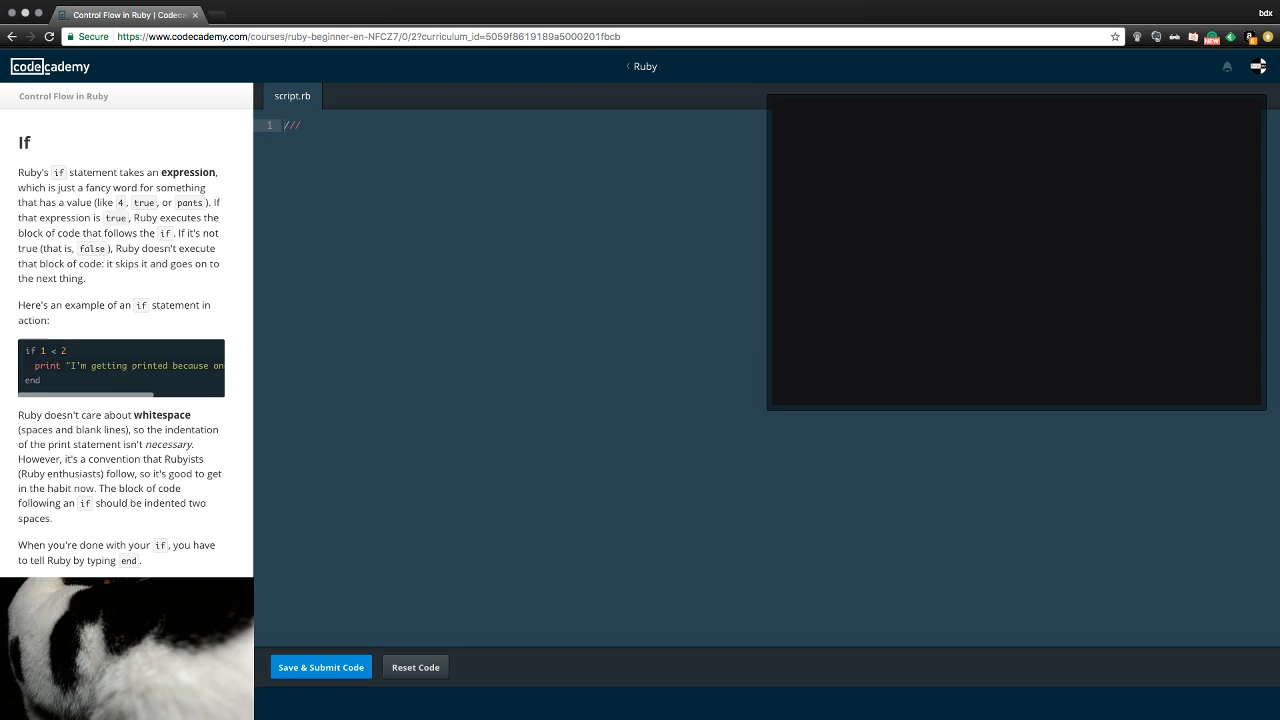 Control Flow in Ruby | Codecad
bdx
Secure
https://www.codecademy.com/courses/ruby-beginner-en-NFCZ7/0/2?curriculum_id=5059f8619189a5000201fbcb
NEW
codecademy
Ruby
Control Flow in Ruby
script.rb
1 ///
If
Ruby's if statement takes an expression,
which is just a fancy word for something
that has a value (like 4, true, or pants). If
that expression is true, Ruby executes the
block of code that follows the if. If it's not
true (that is, false), Ruby doesn't execute
that block of code: it skips it and goes on to
the next thing.
Here's an example of an if statement in
action:
if 1 < 2
print "I'm getting printed because on
end
Ruby doesn't care about whitespace
(spaces and blank lines), so the indentation
of the print statement isn't necessary.
However, it's a convention that Rubyists
(Ruby enthusiasts) follow, so it's good to get
in the habit now. The block of code
following an if should be indented two
spaces.
When you're done with your if, you have
to tell Ruby by typing end.
Save & Submit Code
Reset Code